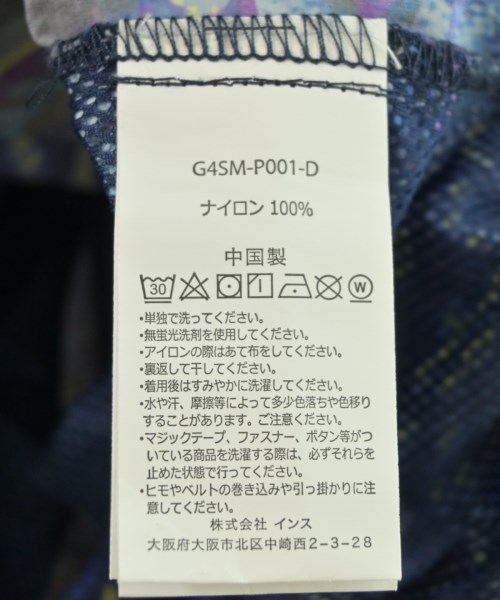 G4SM-P001-D
ナイロン 100%
中国製
30 W
・単独で洗ってください。
・無蛍光洗剤を使用してください。
・アイロンの際はあて布をしてください。
・裏返して干してください。
・着用後はすみやかに洗濯してください。
・水や汗、摩擦等によって多少色落ちや色移り
することがあります。ご注意ください。
・マジックテープ、ファスナー、ボタン等がつ
いている商品を洗濯する際は、必ずそれらを
止めた状態で行ってください。
・ヒモやベルトの巻き込みや引っ掛かりに注
意してください。
株式会社 インス
大阪府大阪市北区中崎西2-3-28